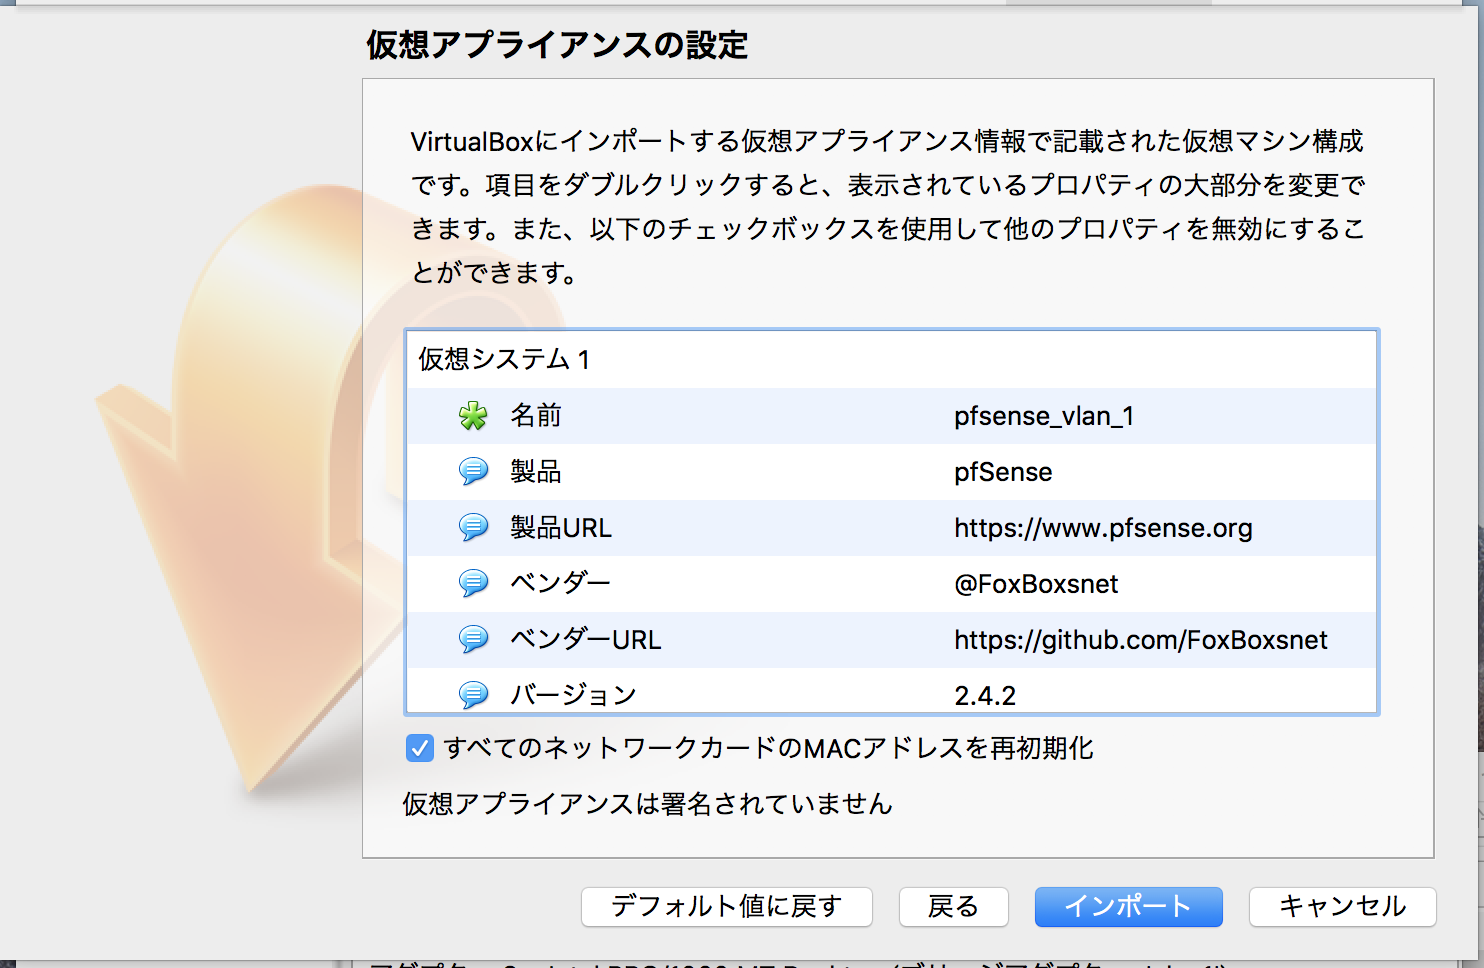 仮想アプライアンスの設定
VirtualBoxにインポートする仮想アプライアンス情報で記載された仮想マシン構成
です。項目をダブルクリックすると、表示されているプロパティの大部分を変更で
きます。また、以下のチェックボックスを使用して他のプロパティを無効にするこ
とができます。
仮想システム 1
名前 pfsense_vlan_1
製品 pfSense
製品URL https://www.pfsense.org
ベンダー @FoxBoxsnet
ベンダーURL https://github.com/FoxBoxsnet
バージョン 2.4.2
すべてのネットワークカードのMACアドレスを再初期化
仮想アプライアンスは署名されていません
デフォルト値に戻す 戻る インポート キャンセル